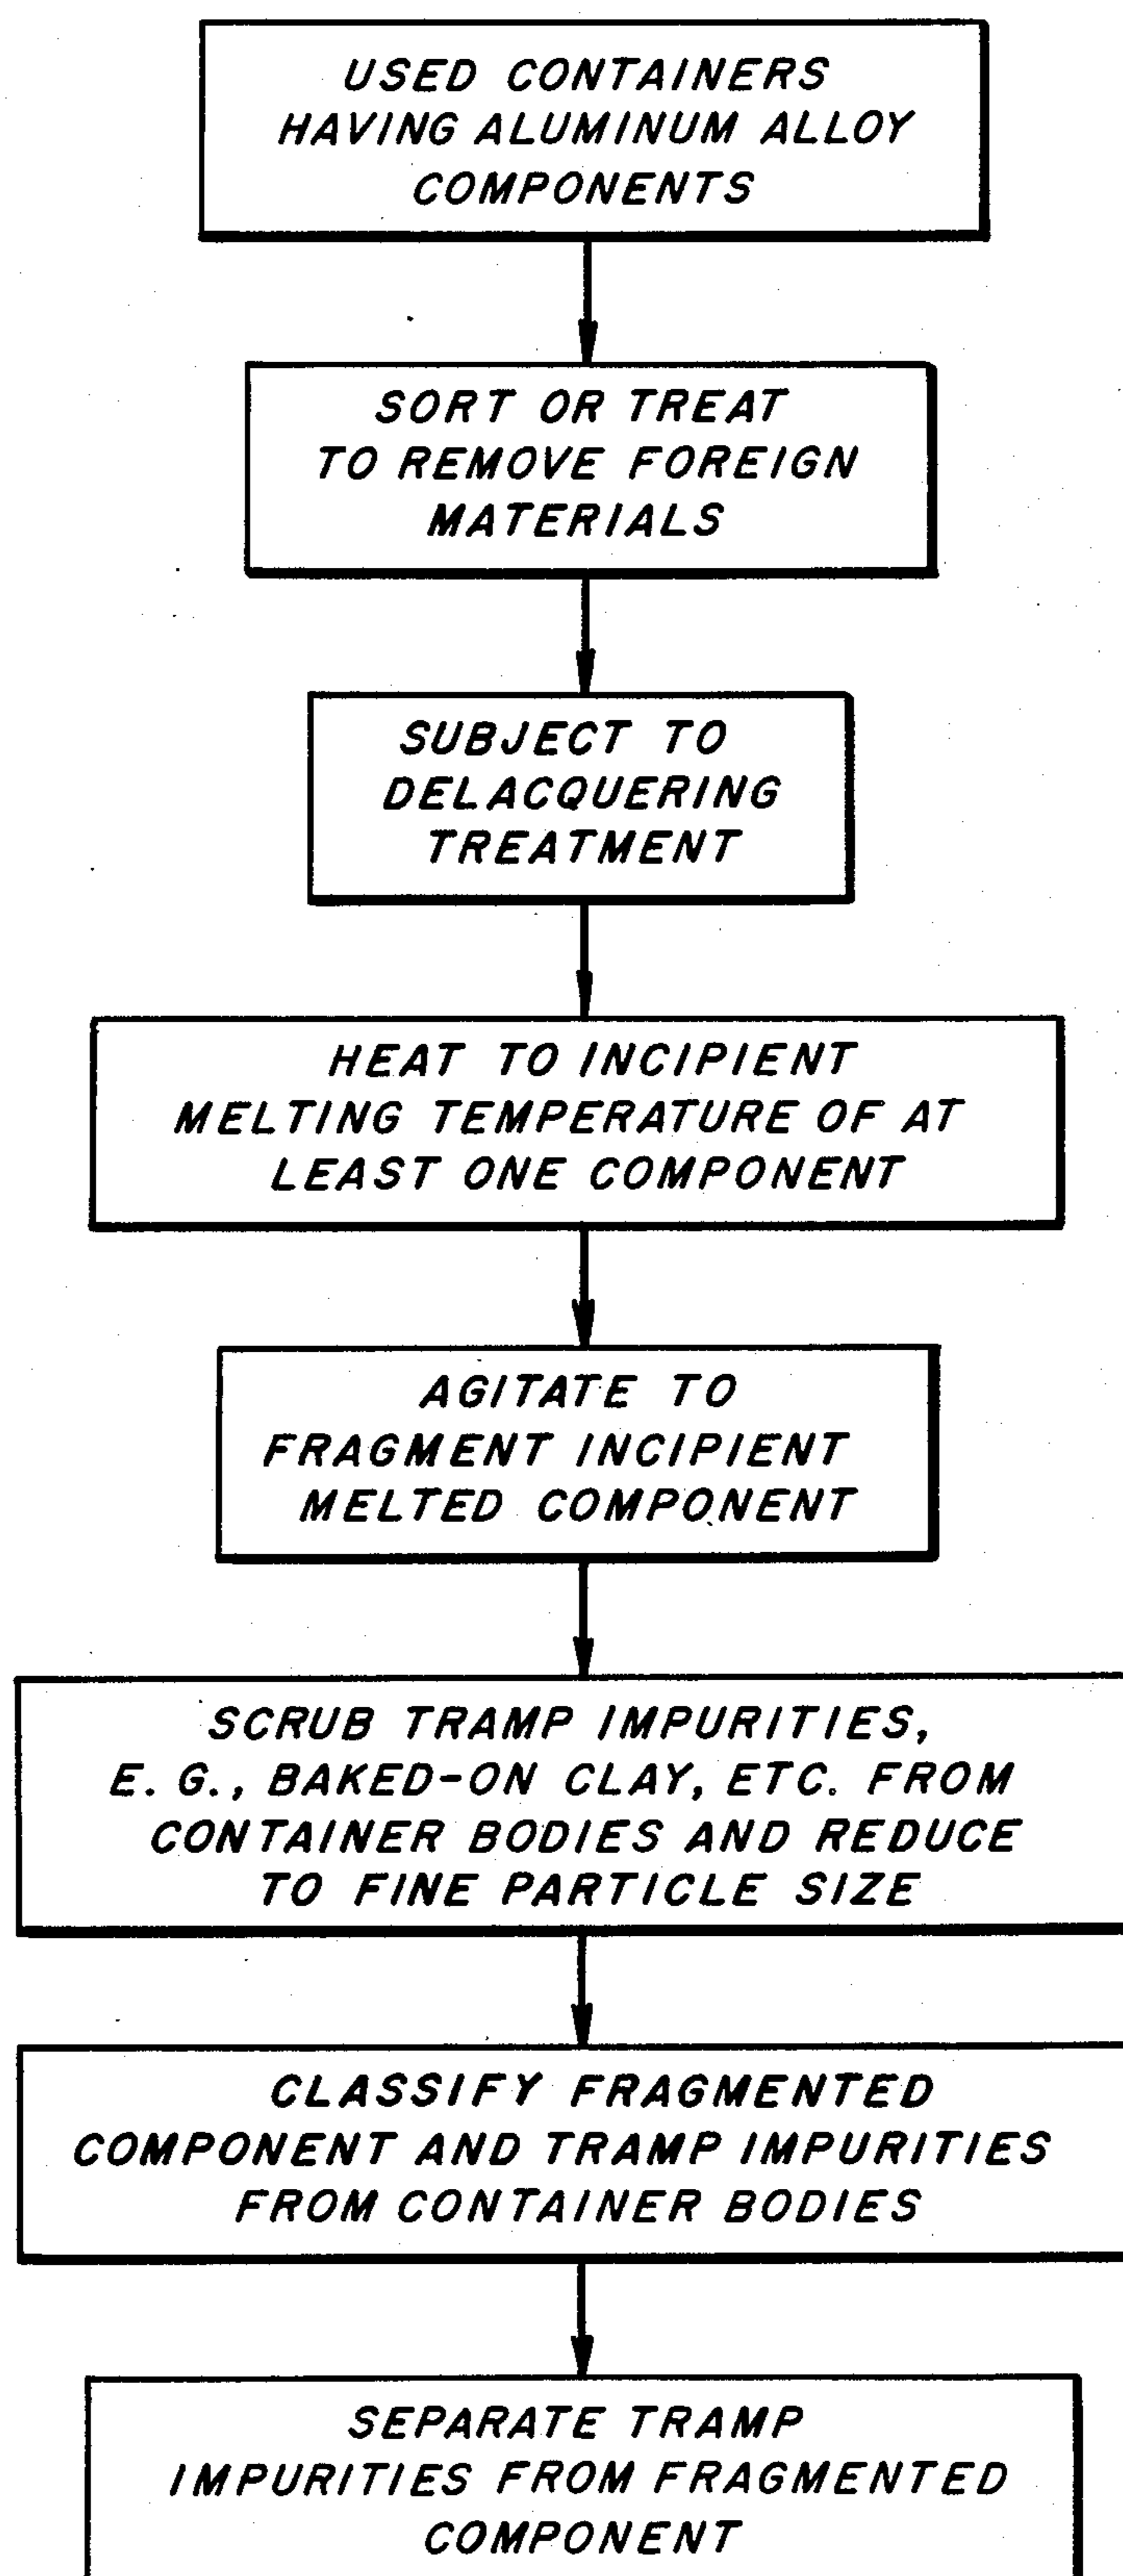 USED CONTAINERS
HAVING ALUMINUM ALLOY
COMPONENTS
SORT OR TREAT
TO REMOVE FOREIGN
MATERIALS
SUBJECT TO
DELACQUERING
TREATMENT
HEAT TO INCIPIENT
MELTING TEMPERATURE OF AT
LEAST ONE COMPONENT
AGITATE TO
FRAGMENT INCIPIENT
MELTED COMPONENT
SCRUB TRAMP IMPURITIES,
E. G., BAKED-ON CLAY, ETC. FROM
CONTAINER BODIES AND REDUCE
TO FINE PARTICLE SIZE
CLASSIFY FRAGMENTED
COMPONENT AND TRAMP IMPURITIES
FROM CONTAINER BODIES
SEPARATE TRAMP
IMPURITIES FROM FRAGMENTED
COMPONENT